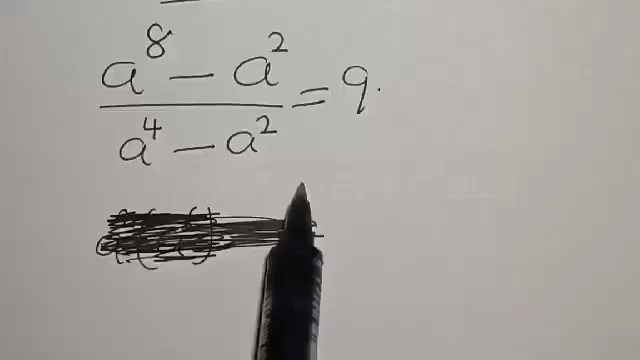 a⁸ − a² / a⁴ − a² = 9.